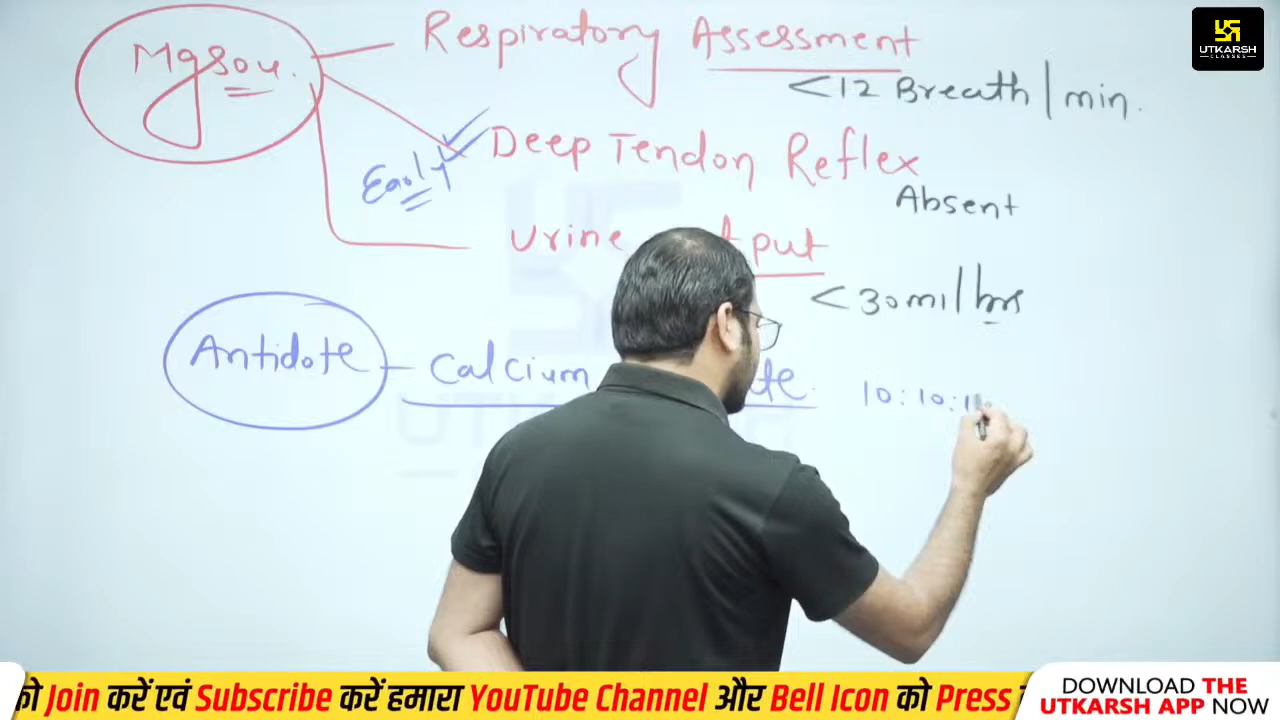 UTKARSH
CLASSES
MgSO4.
Respiratory Assessment
<12 Breath/min.
Early
Deep Tendon Reflex
Absent
Urine
put
<30ml/hrs
Antidote
Calcium
te.
10:10:1
को Join करें एवं Subscribe करें हमारा YouTube Channel और Bell Icon को Press
DOWNLOAD THE
UTKARSH APP NOW